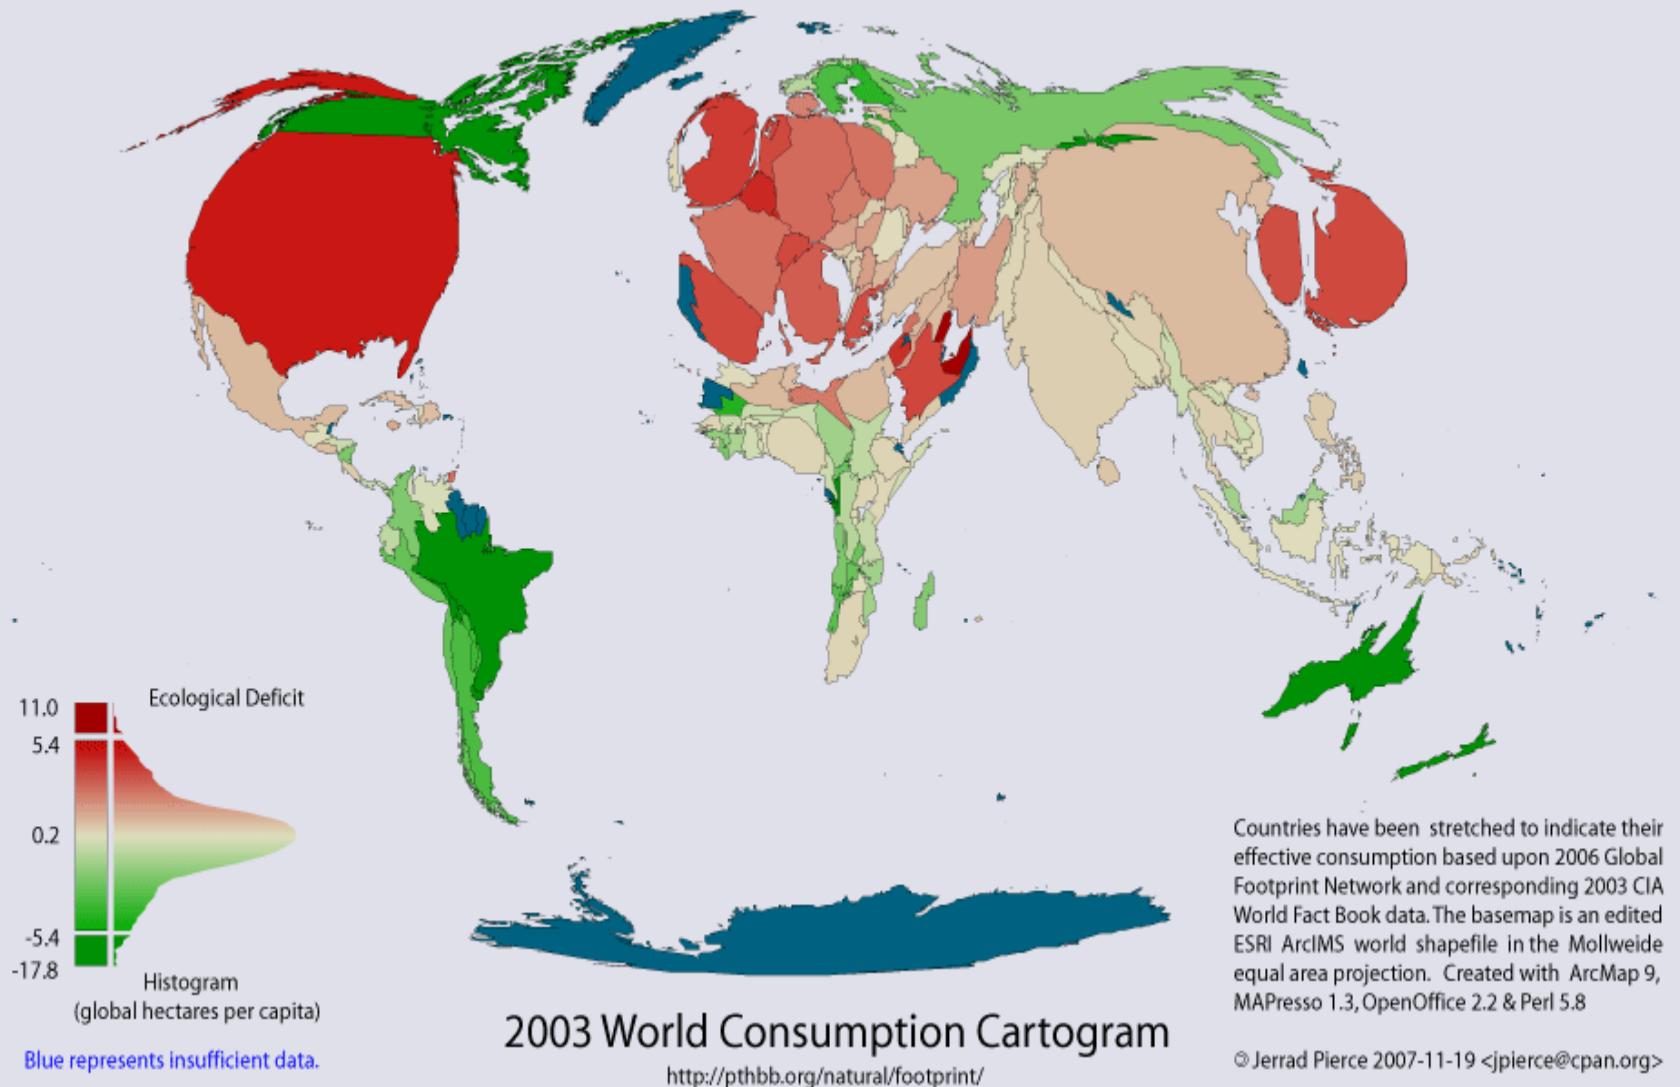 Ecological Deficit
11.0
5.4
0.2
-5.4
-17.8
Histogram
(global hectares per capita)
Blue represents insufficient data.
2003 World Consumption Cartogram
http://pthbb.org/natural/footprint/
Countries have been stretched to indicate their
effective consumption based upon 2006 Global
Footprint Network and corresponding 2003 CIA
World Fact Book data. The basemap is an edited
ESRI ArcIMS world shapefile in the Mollweide
equal area projection. Created with ArcMap 9,
MAPresso 1.3, OpenOffice 2.2 & Perl 5.8
🄯 Jerrad Pierce 2007-11-19 <jpierce@cpan.org>